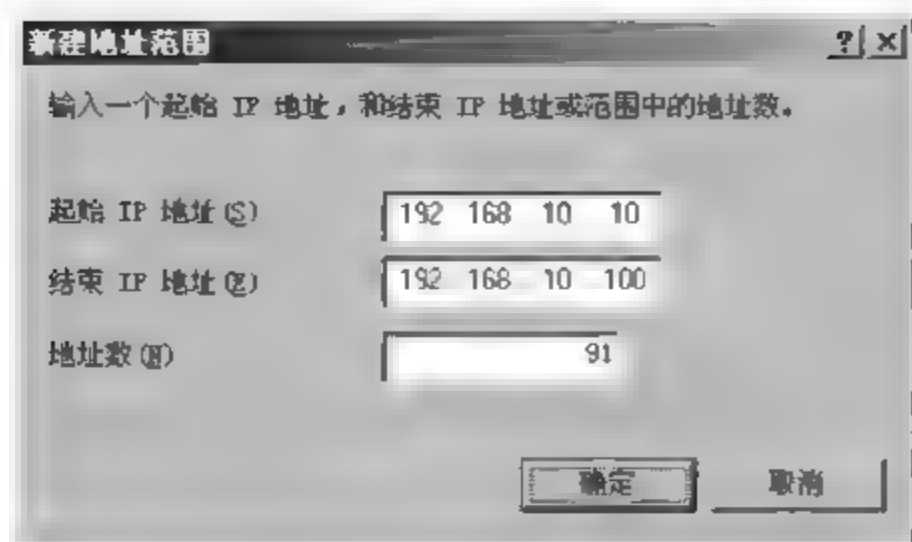 新建地址范围
输入一个起始 IP 地址，和结束 IP 地址或范围中的地址数。
起始 IP 地址(S) 192 168 10 10
结束 IP 地址(E) 192 168 10 100
地址数(N) 91
确定 取消